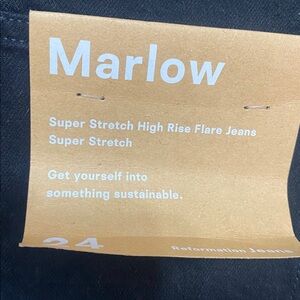 Marlow
Super Stretch High Rise Flare Jeans
Super Stretch
Get yourself into
something sustainable.
24
Reformation Jeans